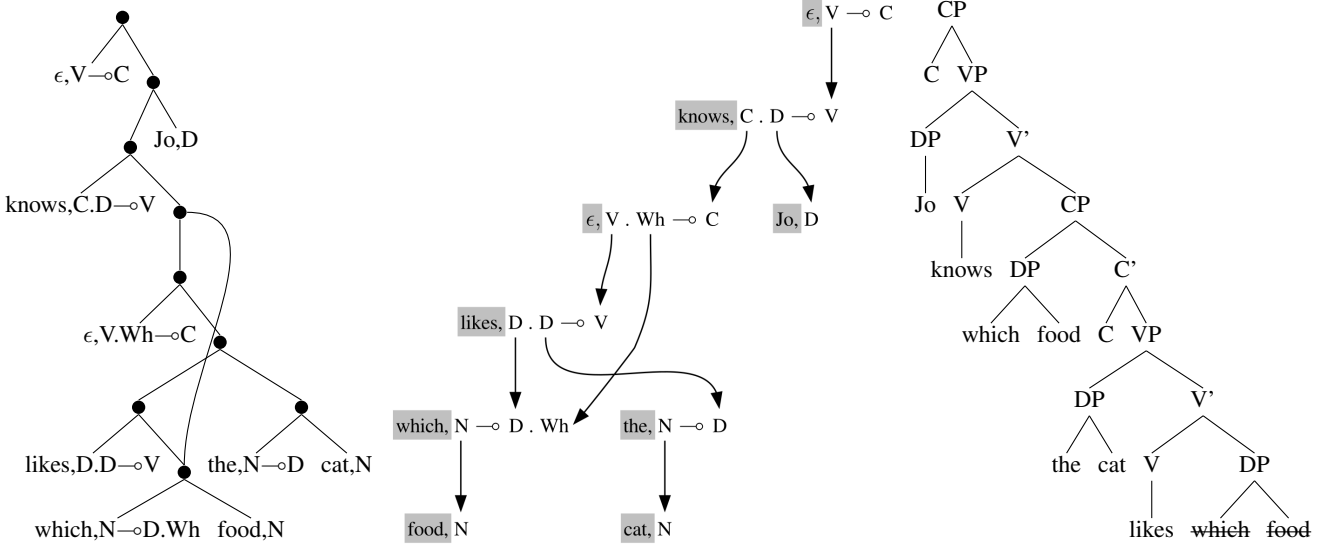 ϵ,V⊸C
Jo,D
knows,C.D⊸V
ϵ,V.Wh⊸C
likes,D.D⊸V
the,N⊸D
cat,N
which,N⊸D.Wh
food,N
ϵ, V ⊸ C
knows, C . D ⊸ V
ϵ, V . Wh ⊸ C
Jo, D
likes, D . D ⊸ V
which, N ⊸ D . Wh
the, N ⊸ D
food, N
cat, N
CP
C VP
DP V’
Jo V CP
knows DP C’
which food C VP
DP V’
the cat V DP
likes which food